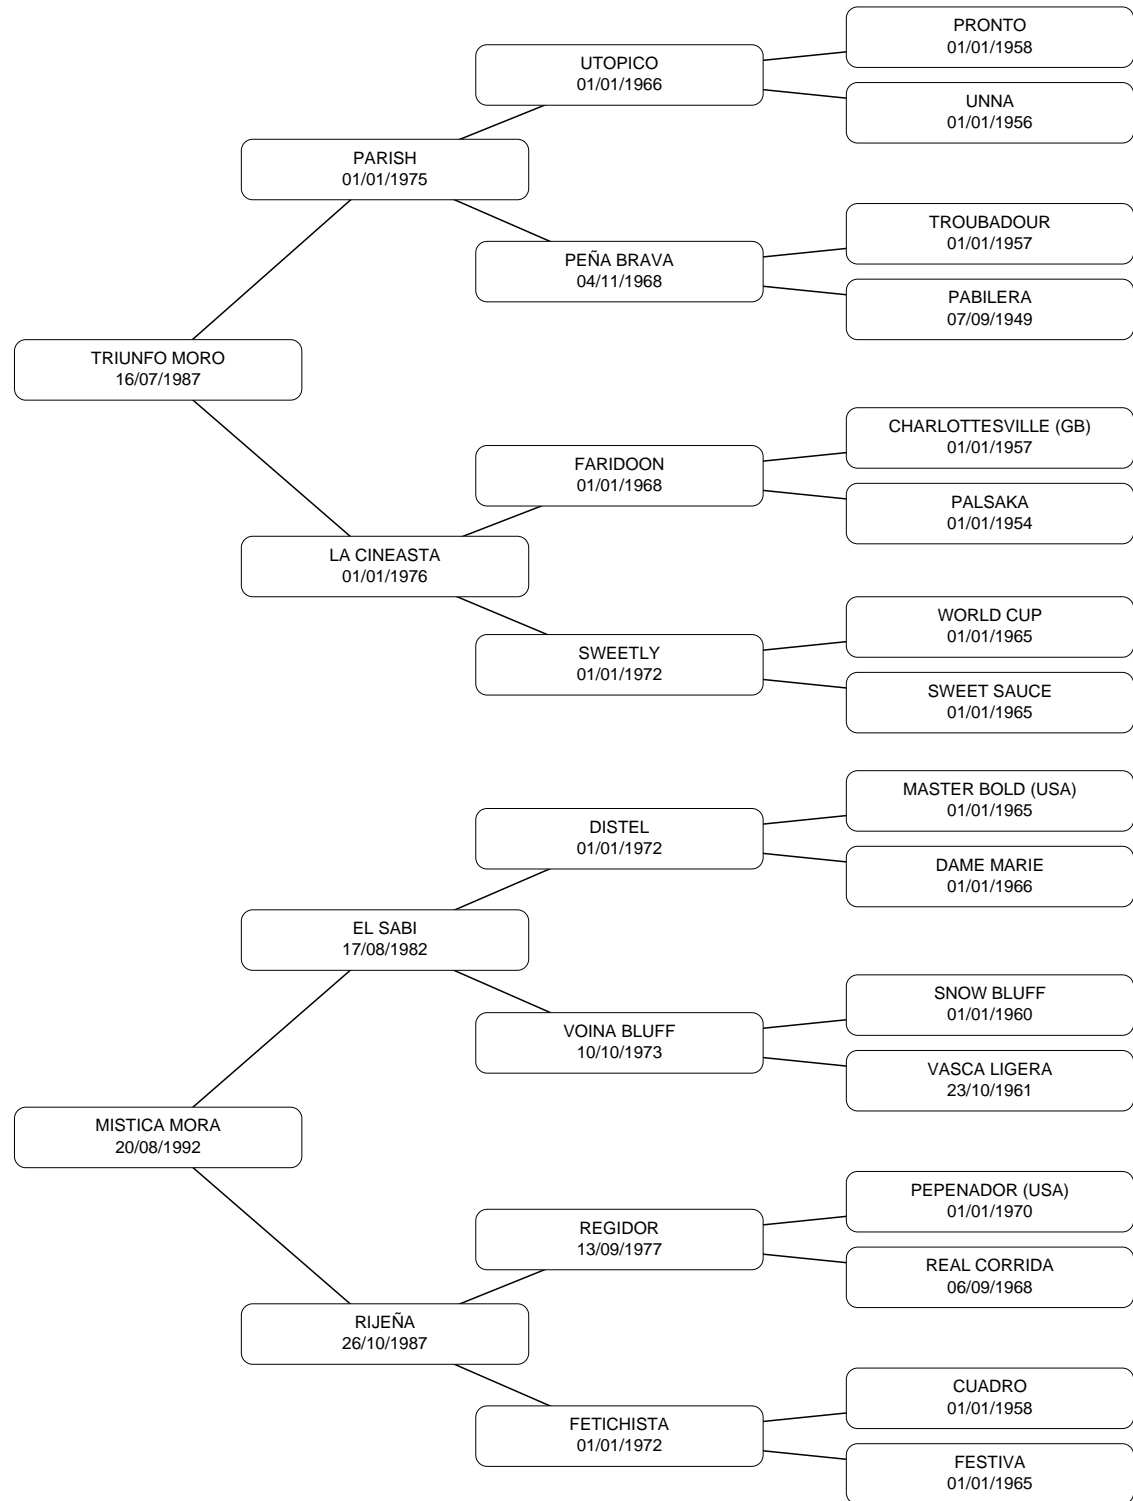 PRONTO
01/01/1958
UTOPICO
01/01/1966
UNNA
01/01/1956
PARISH
01/01/1975
TROUBADOUR
01/01/1957
PEÑA BRAVA
04/11/1968
PABILERA
07/09/1949
TRIUNFO MORO
16/07/1987
CHARLOTTESVILLE (GB)
01/01/1957
FARIDOON
01/01/1968
PALSAKA
01/01/1954
LA CINEASTA
01/01/1976
WORLD CUP
01/01/1965
SWEETLY
01/01/1972
SWEET SAUCE
01/01/1965
MASTER BOLD (USA)
01/01/1965
DISTEL
01/01/1972
DAME MARIE
01/01/1966
EL SABI
17/08/1982
SNOW BLUFF
01/01/1960
VOINA BLUFF
10/10/1973
VASCA LIGERA
23/10/1961
MISTICA MORA
20/08/1992
PEPENADOR (USA)
01/01/1970
REGIDOR
13/09/1977
REAL CORRIDA
06/09/1968
RIJEÑA
26/10/1987
CUADRO
01/01/1958
FETICHISTA
01/01/1972
FESTIVA
01/01/1965